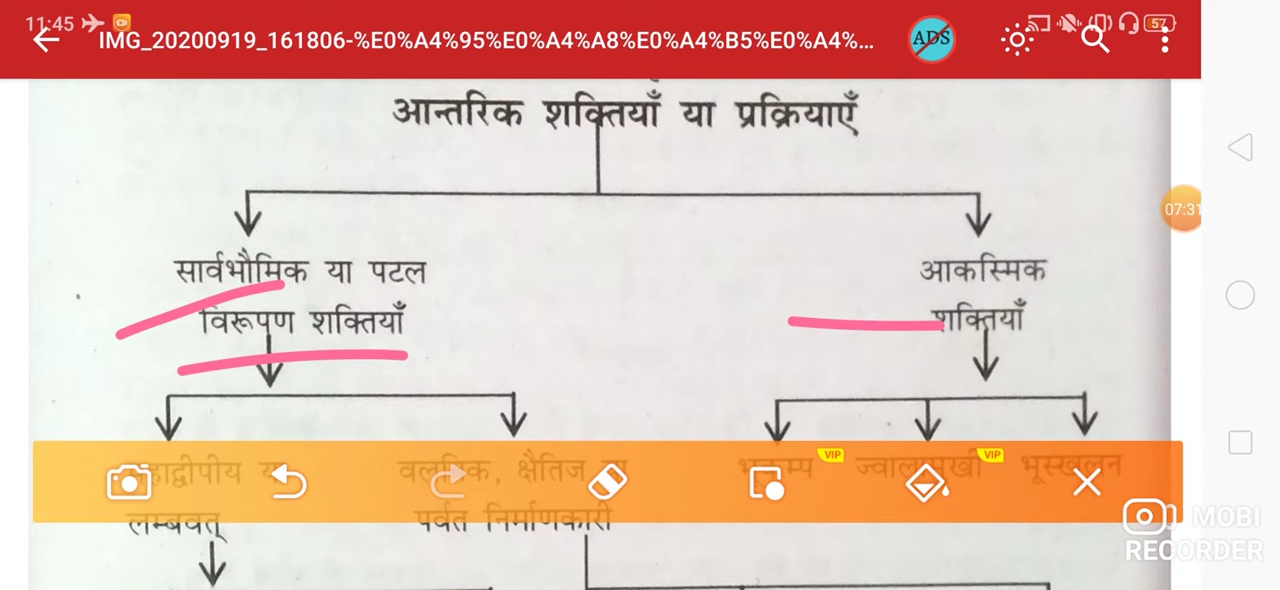 11:45
57
IMG_20200919_161806-%E0%A4%95%E0%A4%A8%E0%A4%B5%E0%A4%...
ADS
आन्तरिक शक्तियाँ या प्रक्रियाएँ
07:31
सार्वभौमिक या पटल
विरूपण शक्तियाँ
आकस्मिक
शक्तियाँ
महाद्वीपीय या
लम्बवत्
वलयिक, क्षैतिज या
पर्वत निर्माणकारी
भूकम्प ज्वालामुखी भूस्खलन
VIP
VIP
MOBI
RECORDER